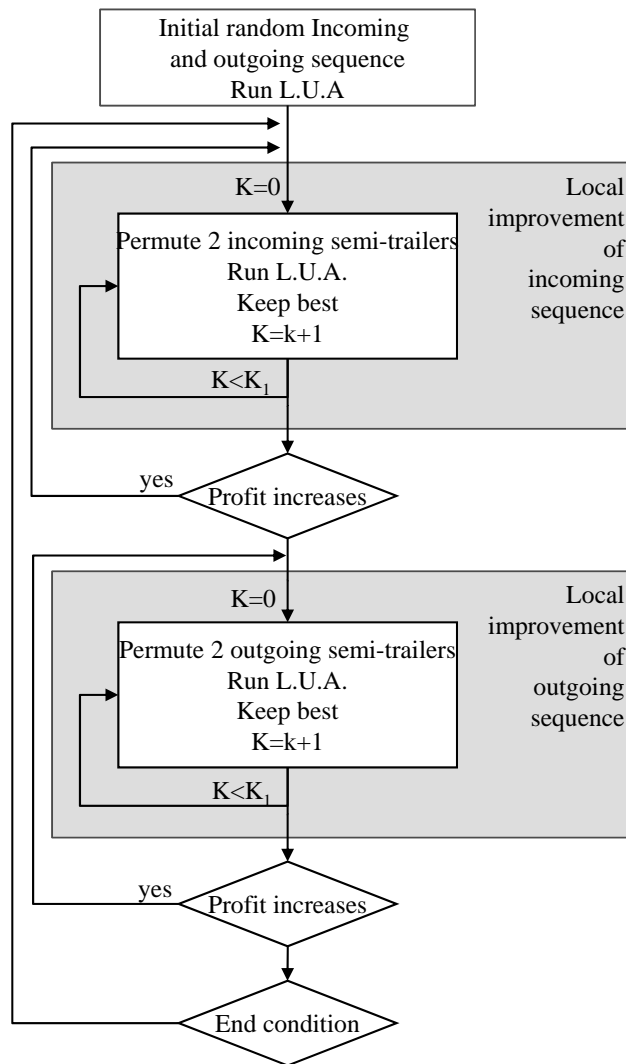 Initial random Incoming
and outgoing sequence
Run L.U.A
K=0
Local
improvement
of
incoming
sequence
Permute 2 incoming semi-trailers
Run L.U.A.
Keep best
K=k+1
K<K₁
yes
Profit increases
K=0
Local
improvement
of
outgoing
sequence
Permute 2 outgoing semi-trailers
Run L.U.A.
Keep best
K=k+1
K<K₁
yes
Profit increases
End condition